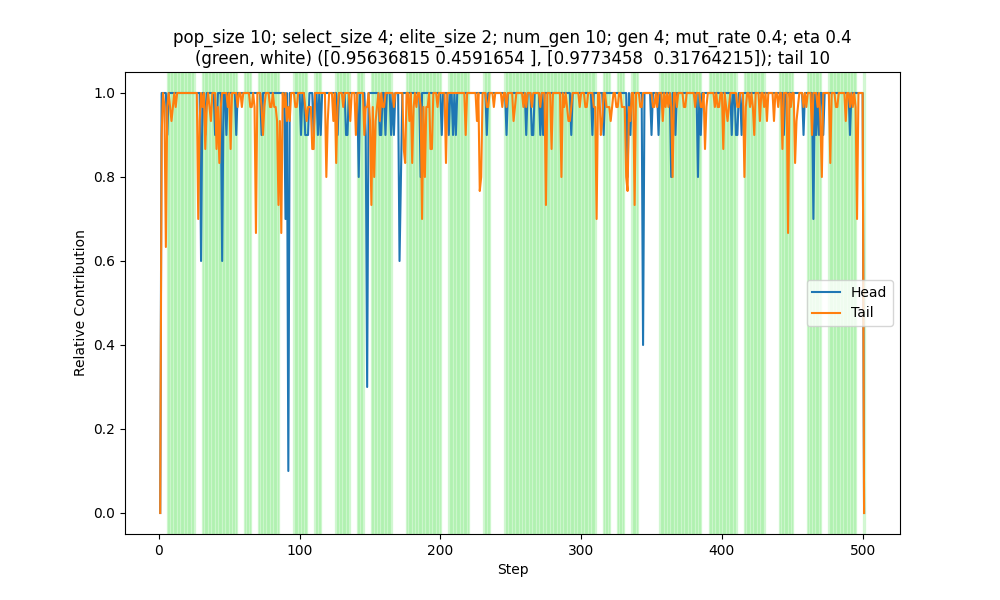 pop_size 10; select_size 4; elite_size 2; num_gen 10; gen 4; mut_rate 0.4; eta 0.4
(green, white) ([0.95636815 0.4591654 ], [0.9773458  0.31764215]); tail 10
1.0
0.8
0.6
0.4
0.2
0.0
Relative Contribution
Head
Tail
0
100
200
300
400
500
Step